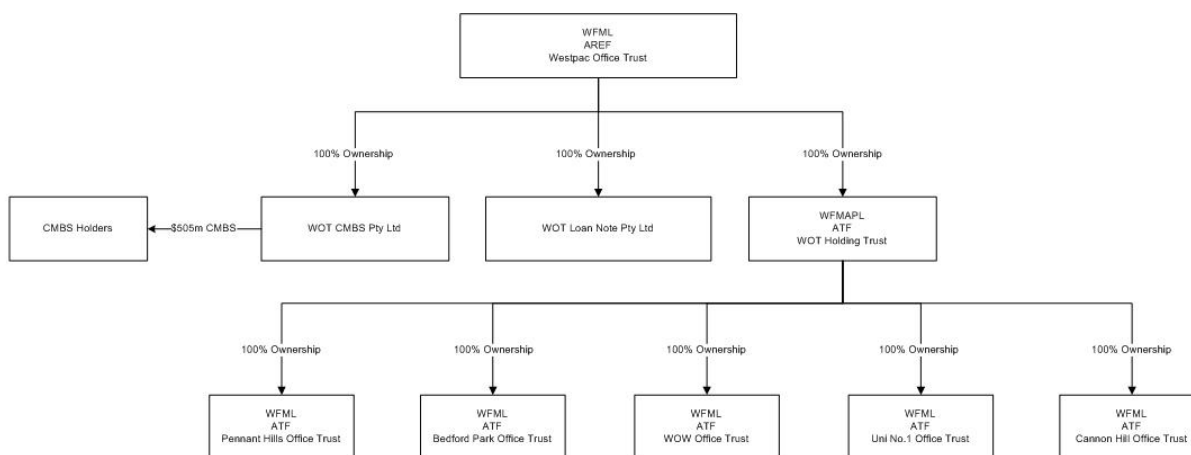 WFML
AREF
Westpac Office Trust
100% Ownership
100% Ownership
100% Ownership
CMBS Holders
$505m CMBS
WOT CMBS Pty Ltd
WOT Loan Note Pty Ltd
WFMAPL
ATF
WOT Holding Trust
100% Ownership
100% Ownership
100% Ownership
100% Ownership
100% Ownership
WFML
ATF
Pennant Hills Office Trust
WFML
ATF
Bedford Park Office Trust
WFML
ATF
WOW Office Trust
WFML
ATF
Uni No.1 Office Trust
WFML
ATF
Cannon Hill Office Trust